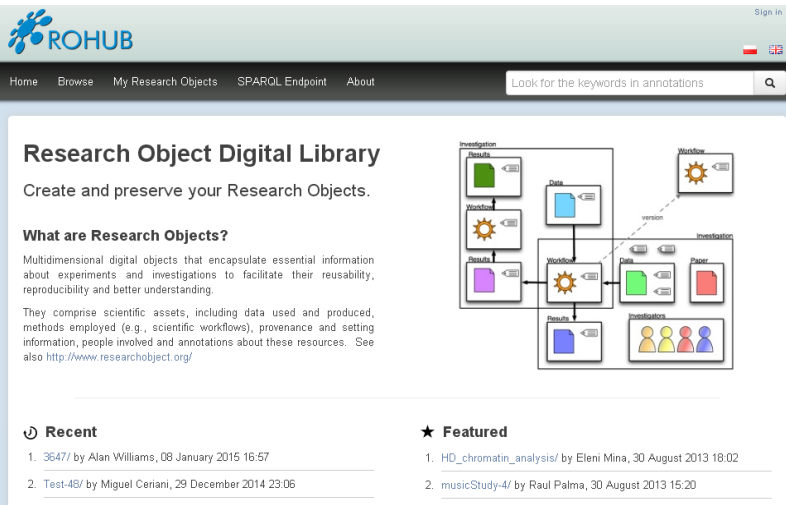 Sign in
ROHUB
Home Browse My Research Objects SPARQL Endpoint About
Look for the keywords in annotations
Research Object Digital Library
Create and preserve your Research Objects.
What are Research Objects?
Multidimensional digital objects that encapsulate essential information
about experiments and investigations to facilitate their reusability,
reproducibility and better understanding.
They comprise scientific assets, including data used and produced,
methods employed (e.g., scientific workflows), provenance and setting
information, people involved and annotations about these resources. See
also http://www.researchobject.org/
Investigation
Results
Workflow
Data
Workflow
version
Investigation
Results
Workflow
Data
Paper
Results
Investigators
Recent
1. 3647/ by Alan Williams, 08 January 2015 16:57
2. Test-48/ by Miguel Ceriani, 29 December 2014 23:06
Featured
1. HD_chromatin_analysis/ by Eleni Mina, 30 August 2013 18:02
2. musicStudy-4/ by Raul Palma, 30 August 2013 15:20